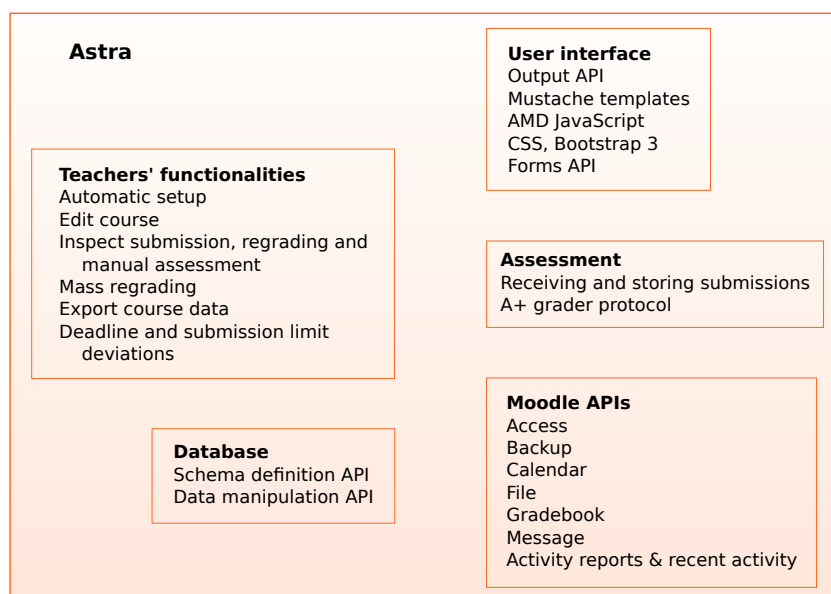 Astra
User interface
Output API
Mustache templates
AMD JavaScript
CSS, Bootstrap 3
Forms API
Teachers' functionalities
Automatic setup
Edit course
Inspect submission, regrading and
manual assessment
Mass regrading
Export course data
Deadline and submission limit
deviations
Assessment
Receiving and storing submissions
A+ grader protocol
Database
Schema definition API
Data manipulation API
Moodle APIs
Access
Backup
Calendar
File
Gradebook
Message
Activity reports & recent activity